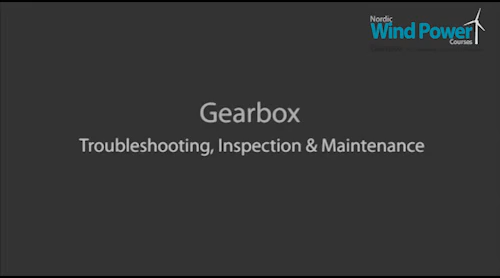 Nordic
Wind Power
Courses
Gearbox
Troubleshooting, Inspection & Maintenance